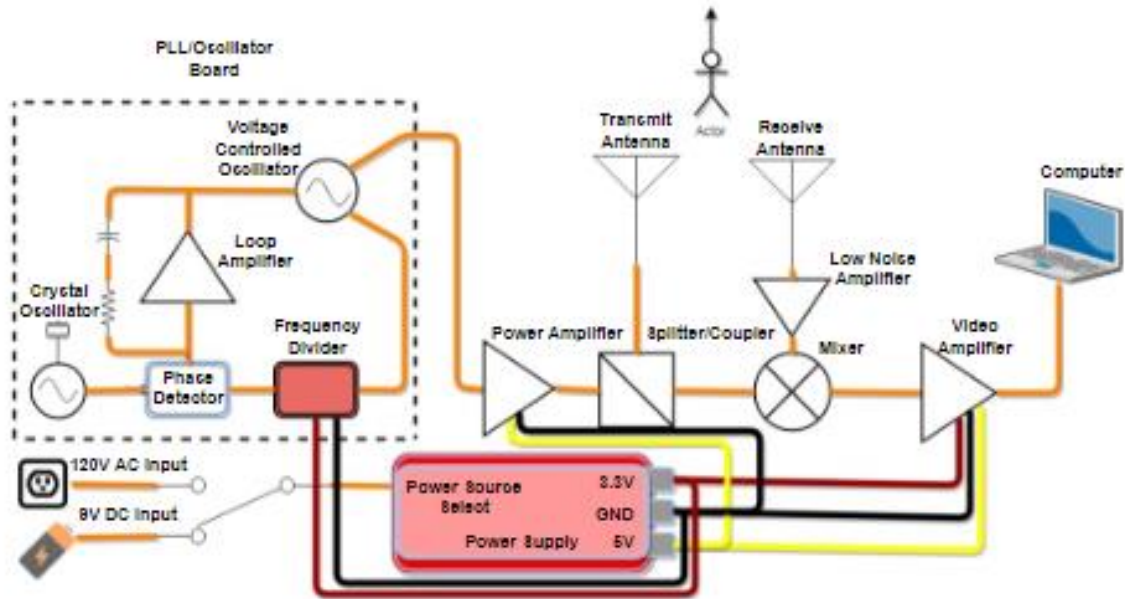 PLL/Oscillator
Board
Voltage
Controlled
Oscillator
Loop
Amplifier
Crystal
Oscillator
Phase
Detector
Frequency
Divider
Actor
Transmit
Antenna
Receive
Antenna
Computer
Low Noise
Amplifier
Power Amplifier
Splitter/Coupler
Mixer
Video
Amplifier
120V AC Input
9V DC Input
Power Source
Select
Power Supply
3.3V
GND
5V